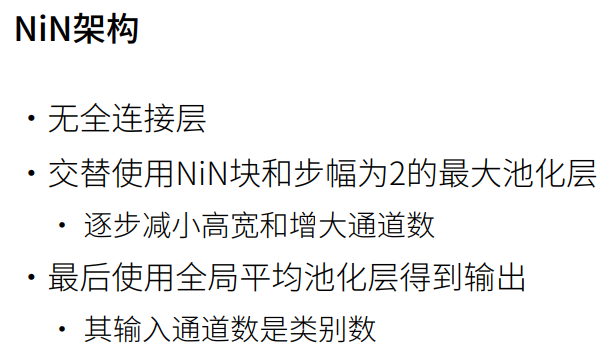 NiN架构
• 无全连接层
• 交替使用NiN块和步幅为2的最大池化层
• 逐步减小高宽和增大通道数
• 最后使用全局平均池化层得到输出
• 其输入通道数是类别数